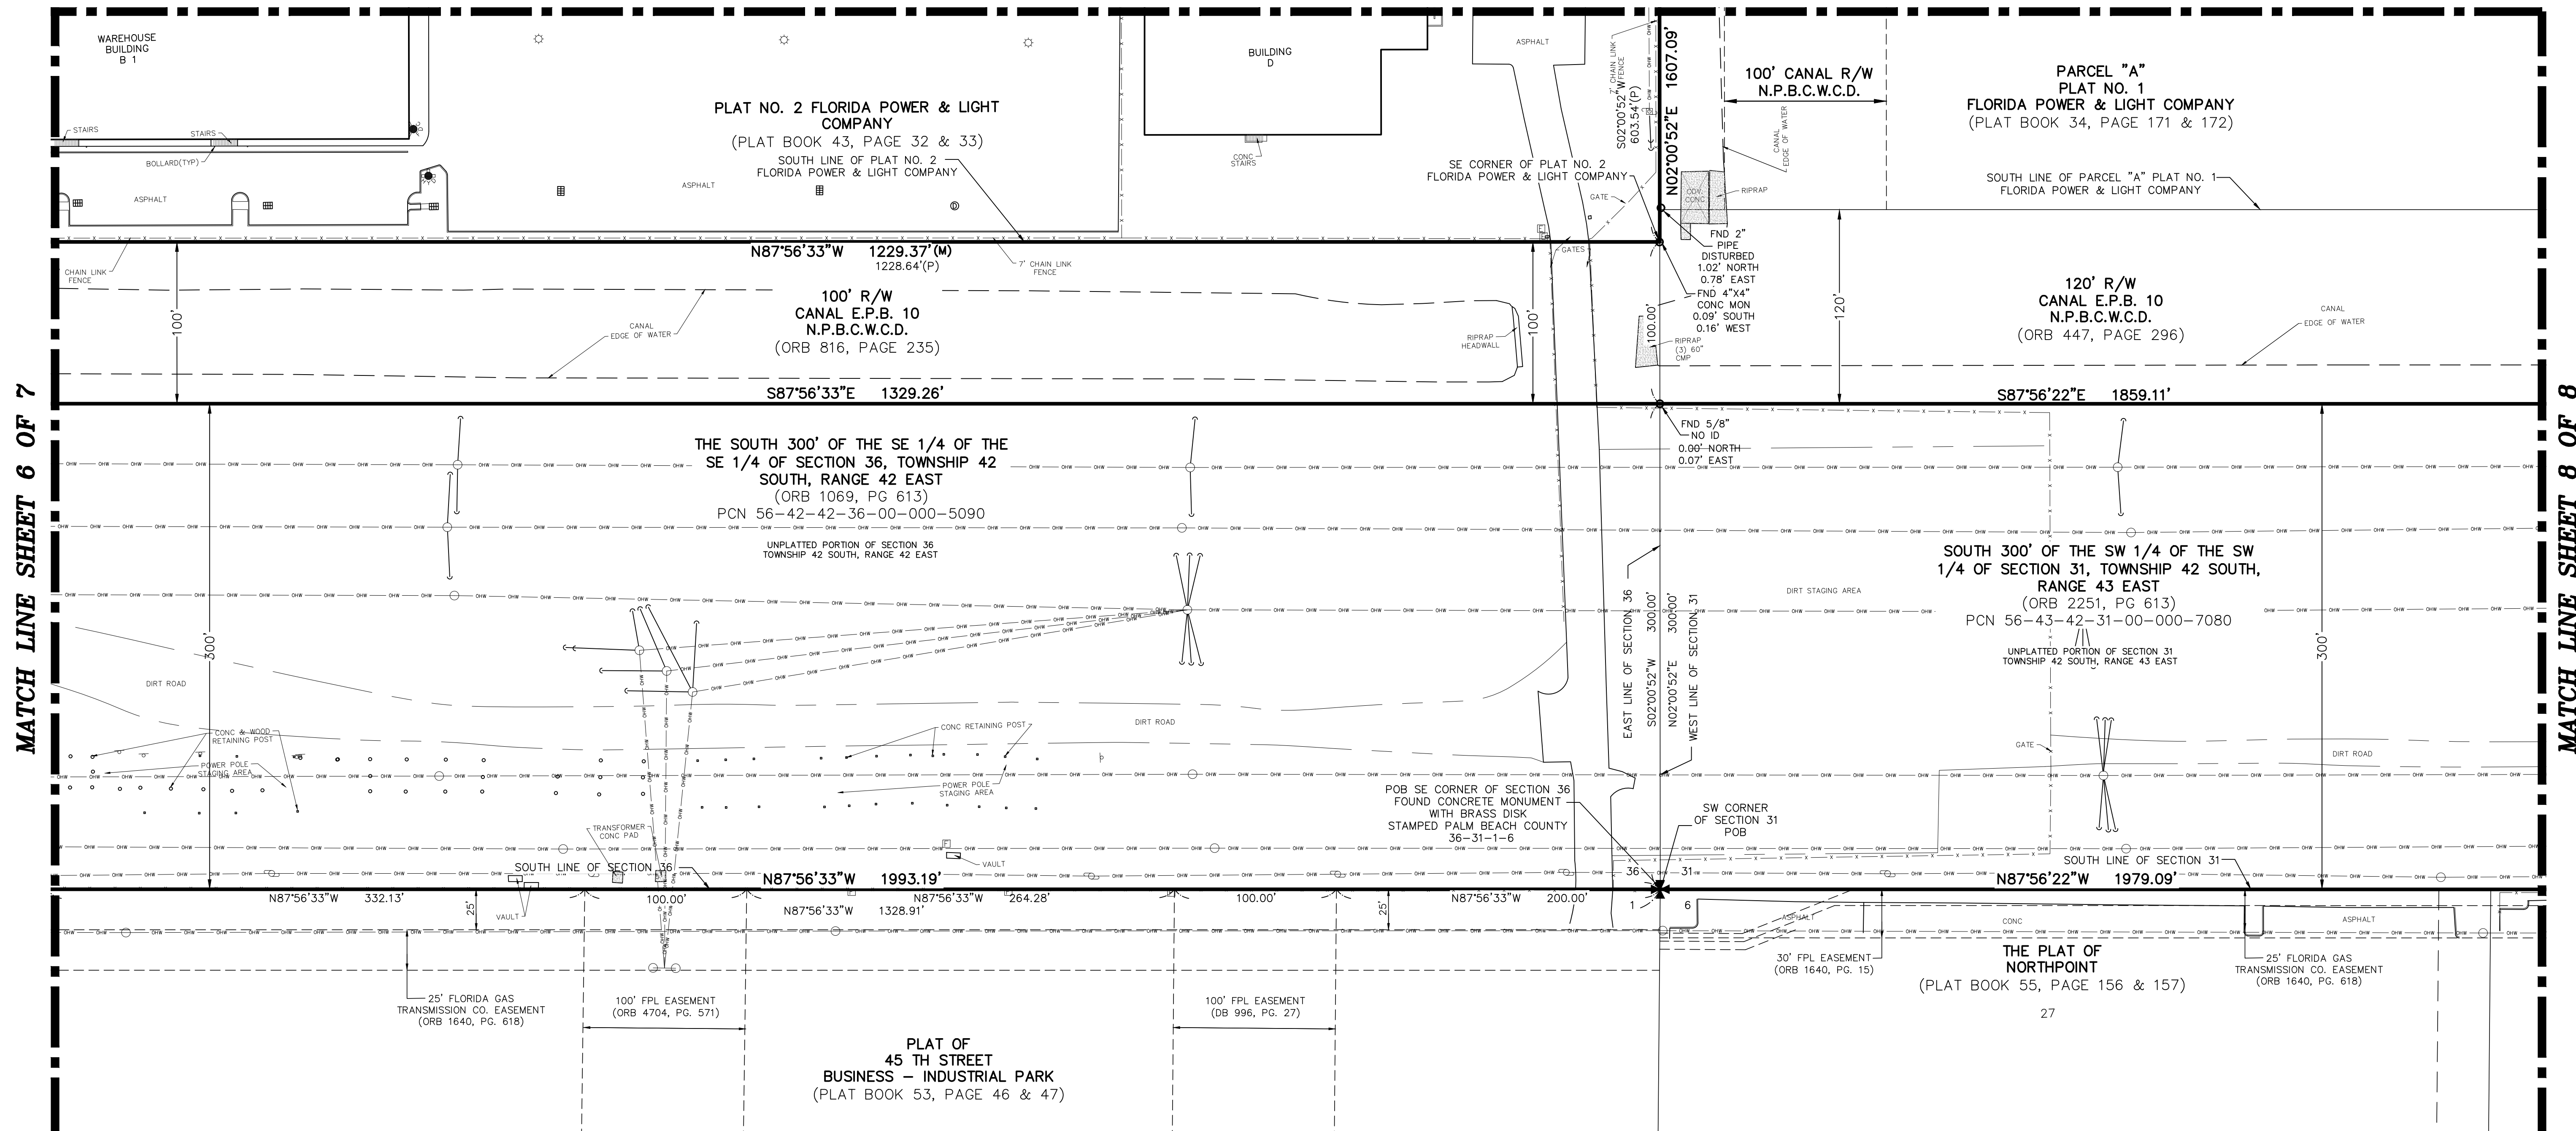 WAREHOUSE
BUILDING
B 1
STAIRS
STAIRS
BOLLARD(TYP)
ASPHALT
PLAT NO. 2 FLORIDA POWER & LIGHT
COMPANY
(PLAT BOOK 43, PAGE 32 & 33)
SOUTH LINE OF PLAT NO. 2
FLORIDA POWER & LIGHT COMPANY
ASPHALT
BUILDING
D
CONC
STAIRS
ASPHALT
7' CHAIN LINK
FENCE
S02°00'52"W
603.54'(P)
N02°00'52"E 1607.09'
100' CANAL R/W
N.P.B.C.W.C.D.
CANAL
EDGE OF WATER
PARCEL "A"
PLAT NO. 1
FLORIDA POWER & LIGHT COMPANY
(PLAT BOOK 34, PAGE 171 & 172)
SE CORNER OF PLAT NO. 2
FLORIDA POWER & LIGHT COMPANY
GATE
COV.
CONC
RIPRAP
SOUTH LINE OF PARCEL "A" PLAT NO. 1
FLORIDA POWER & LIGHT COMPANY
CHAIN LINK
FENCE
N87°56'33"W 1229.37'(M)
1228.64'(P)
7' CHAIN LINK
FENCE
GATES
FND 2"
PIPE
DISTURBED
1.02' NORTH
0.78' EAST
FND 4"X4"
CONC MON
0.09' SOUTH
0.16' WEST
100'
100' R/W
CANAL E.P.B. 10
N.P.B.C.W.C.D.
(ORB 816, PAGE 235)
CANAL
EDGE OF WATER
RIPRAP
HEADWALL
100'
100.00'
RIPRAP
(3) 60"
CMP
120'
120' R/W
CANAL E.P.B. 10
N.P.B.C.W.C.D.
(ORB 447, PAGE 296)
CANAL
EDGE OF WATER
S87°56'33"E 1329.26'
S87°56'22"E 1859.11'
MATCH LINE SHEET 6 OF 7
MATCH LINE SHEET 8 OF 8
THE SOUTH 300' OF THE SE 1/4 OF THE
SE 1/4 OF SECTION 36, TOWNSHIP 42
SOUTH, RANGE 42 EAST
(ORB 1069, PG 613)
PCN 56-42-42-36-00-000-5090
UNPLATTED PORTION OF SECTION 36
TOWNSHIP 42 SOUTH, RANGE 42 EAST
FND 5/8"
NO ID
0.00' NORTH
0.07' EAST
SOUTH 300' OF THE SW 1/4 OF THE SW
1/4 OF SECTION 31, TOWNSHIP 42 SOUTH,
RANGE 43 EAST
(ORB 2251, PG 613)
PCN 56-43-42-31-00-000-7080
UNPLATTED PORTION OF SECTION 31
TOWNSHIP 42 SOUTH, RANGE 43 EAST
DIRT STAGING AREA
300'
300'
EAST LINE OF SECTION 36
S02°00'52"W 300.00'
N02°00'52"E 300.00'
WEST LINE OF SECTION 31
DIRT ROAD
CONC & WOOD
RETAINING POST
POWER POLE
STAGING AREA
CONC RETAINING POST
DIRT ROAD
POWER POLE
STAGING AREA
GATE
DIRT ROAD
POB SE CORNER OF SECTION 36
FOUND CONCRETE MONUMENT
WITH BRASS DISK
STAMPED PALM BEACH COUNTY
36-31-1-6
SW CORNER
OF SECTION 31
POB
TRANSFORMER
CONC PAD
VAULT
SOUTH LINE OF SECTION 36
SOUTH LINE OF SECTION 31
36
31
1
6
N87°56'33"W 1993.19'
N87°56'22"W 1979.09'
N87°56'33"W 332.13'
VAULT
25'
100.00'
N87°56'33"W 1328.91'
N87°56'33"W 264.28'
100.00'
25'
N87°56'33"W 200.00'
ASPHALT
CONC
ASPHALT
25' FLORIDA GAS
TRANSMISSION CO. EASEMENT
(ORB 1640, PG. 618)
100' FPL EASEMENT
(ORB 4704, PG. 571)
100' FPL EASEMENT
(DB 996, PG. 27)
30' FPL EASEMENT
(ORB 1640, PG. 15)
THE PLAT OF
NORTHPOINT
(PLAT BOOK 55, PAGE 156 & 157)
27
25' FLORIDA GAS
TRANSMISSION CO. EASEMENT
(ORB 1640, PG. 618)
PLAT OF
45 TH STREET
BUSINESS - INDUSTRIAL PARK
(PLAT BOOK 53, PAGE 46 & 47)